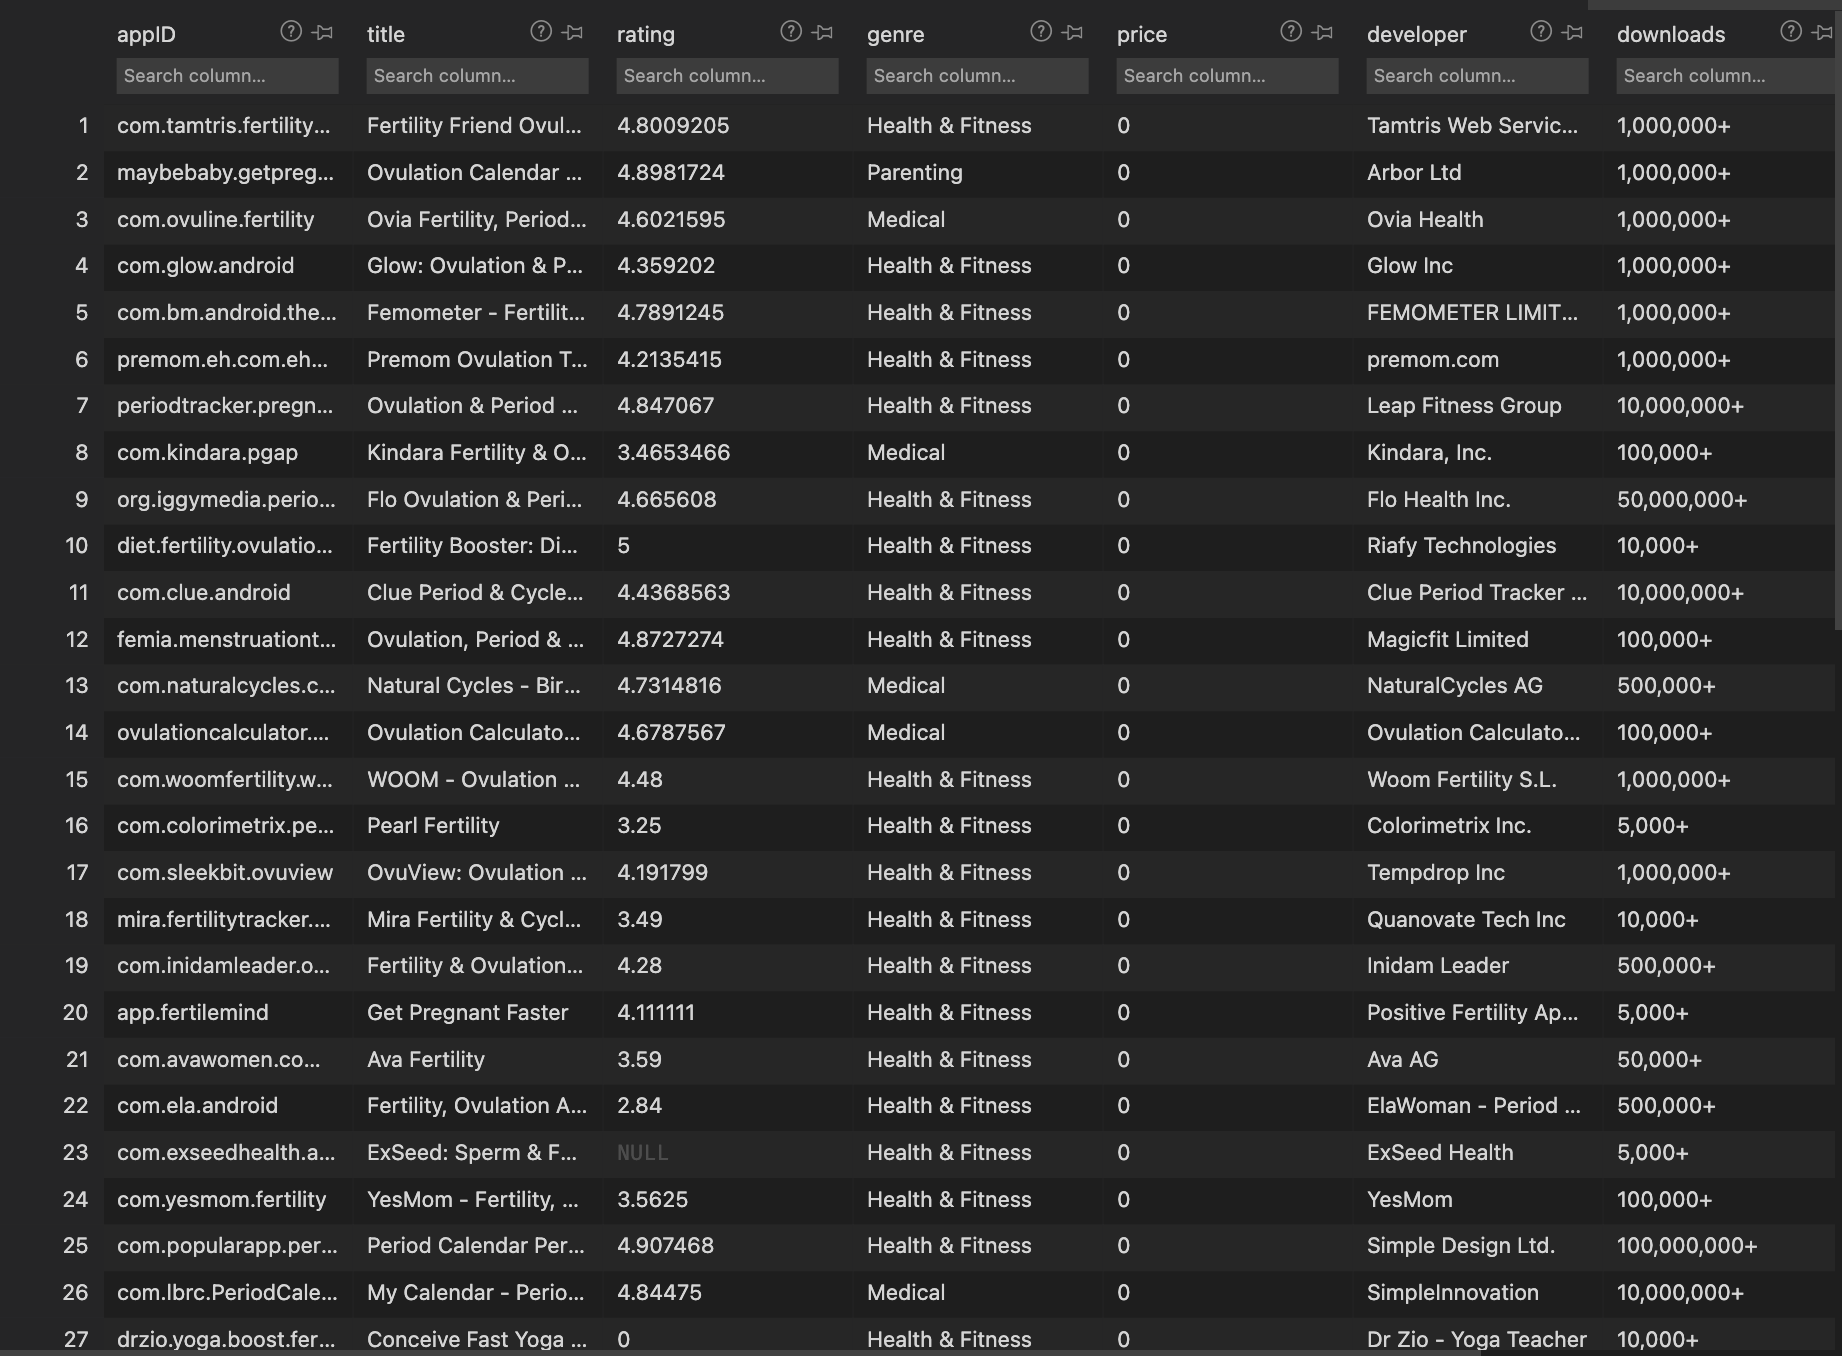 appID title rating genre price developer downloads
Search column... Search column... Search column... Search column... Search column... Search column... Search column...
1 com.tamtris.fertility... Fertility Friend Ovul... 4.8009205 Health & Fitness 0 Tamtris Web Servic... 1,000,000+
2 maybebaby.getpreg... Ovulation Calendar ... 4.8981724 Parenting 0 Arbor Ltd 1,000,000+
3 com.ovuline.fertility Ovia Fertility, Period... 4.6021595 Medical 0 Ovia Health 1,000,000+
4 com.glow.android Glow: Ovulation & P... 4.359202 Health & Fitness 0 Glow Inc 1,000,000+
5 com.bm.android.the... Femometer - Fertilit... 4.7891245 Health & Fitness 0 FEMOMETER LIMIT... 1,000,000+
6 premom.eh.com.eh... Premom Ovulation T... 4.2135415 Health & Fitness 0 premom.com 1,000,000+
7 periodtracker.pregn... Ovulation & Period ... 4.847067 Health & Fitness 0 Leap Fitness Group 10,000,000+
8 com.kindara.pgap Kindara Fertility & O... 3.4653466 Medical 0 Kindara, Inc. 100,000+
9 org.iggymedia.perio... Flo Ovulation & Peri... 4.665608 Health & Fitness 0 Flo Health Inc. 50,000,000+
10 diet.fertility.ovulatio... Fertility Booster: Di... 5 Health & Fitness 0 Riafy Technologies 10,000+
11 com.clue.android Clue Period & Cycle... 4.4368563 Health & Fitness 0 Clue Period Tracker ... 10,000,000+
12 femia.menstruationt... Ovulation, Period & ... 4.8727274 Health & Fitness 0 Magicfit Limited 100,000+
13 com.naturalcycles.c... Natural Cycles - Bir... 4.7314816 Medical 0 NaturalCycles AG 500,000+
14 ovulationcalculator.... Ovulation Calculato... 4.6787567 Medical 0 Ovulation Calculato... 100,000+
15 com.woomfertility.w... WOOM - Ovulation ... 4.48 Health & Fitness 0 Woom Fertility S.L. 1,000,000+
16 com.colorimetrix.pe... Pearl Fertility 3.25 Health & Fitness 0 Colorimetrix Inc. 5,000+
17 com.sleekbit.ovuview OvuView: Ovulation ... 4.191799 Health & Fitness 0 Tempdrop Inc 1,000,000+
18 mira.fertilitytracker.... Mira Fertility & Cycl... 3.49 Health & Fitness 0 Quanovate Tech Inc 10,000+
19 com.inidamleader.o... Fertility & Ovulation... 4.28 Health & Fitness 0 Inidam Leader 500,000+
20 app.fertilemind Get Pregnant Faster 4.111111 Health & Fitness 0 Positive Fertility Ap... 5,000+
21 com.avawomen.co... Ava Fertility 3.59 Health & Fitness 0 Ava AG 50,000+
22 com.ela.android Fertility, Ovulation A... 2.84 Health & Fitness 0 ElaWoman - Period ... 500,000+
23 com.exseedhealth.a... ExSeed: Sperm & F... NULL Health & Fitness 0 ExSeed Health 5,000+
24 com.yesmom.fertility YesMom - Fertility, ... 3.5625 Health & Fitness 0 YesMom 100,000+
25 com.popularapp.per... Period Calendar Per... 4.907468 Health & Fitness 0 Simple Design Ltd. 100,000,000+
26 com.lbrc.PeriodCale... My Calendar - Perio... 4.84475 Medical 0 SimpleInnovation 10,000,000+
27 drzio.yoga.boost.fer... Conceive Fast Yoga ... 0 Health & Fitness 0 Dr Zio - Yoga Teacher 10,000+